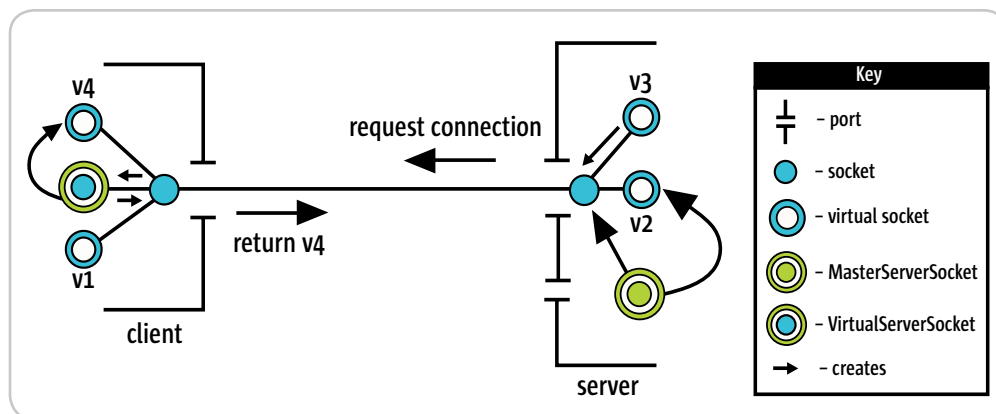 v4
v1
client
return v4
request connection
v3
v2
server
Key
– port
– socket
– virtual socket
– MasterServerSocket
– VirtualServerSocket
– creates